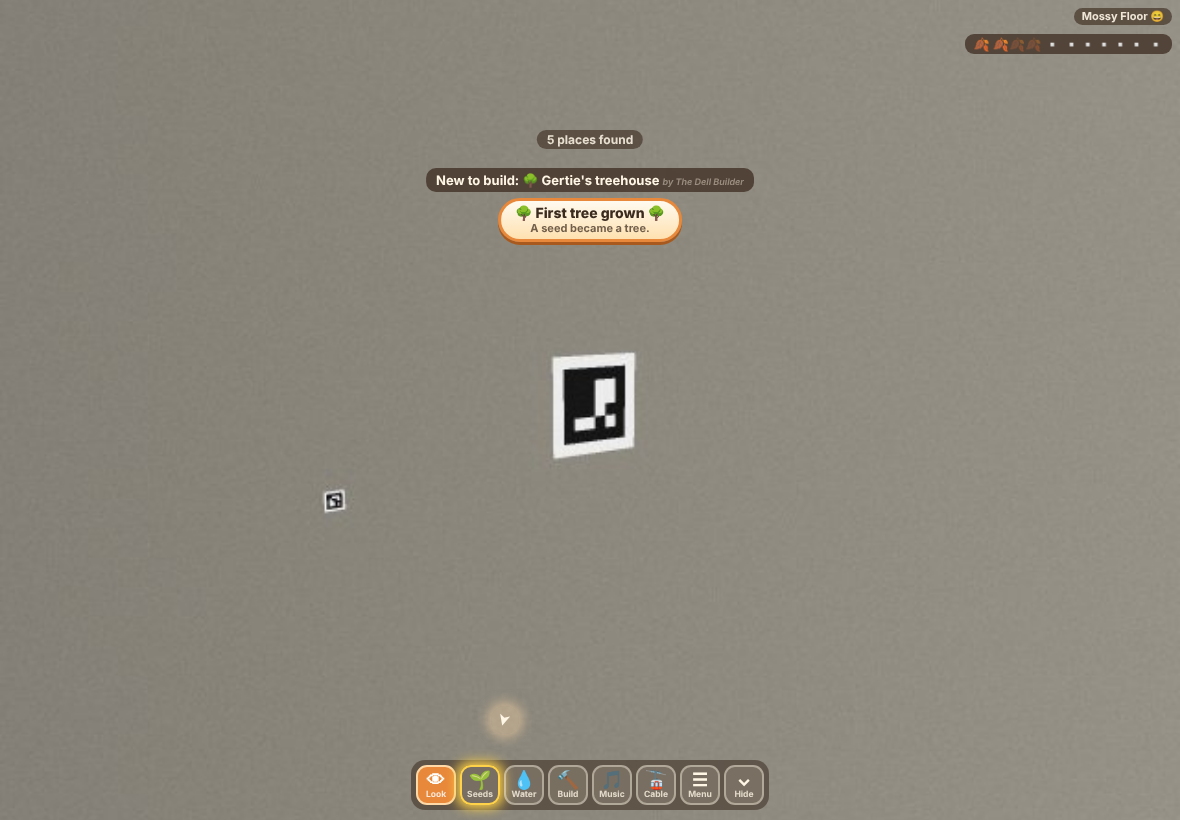 Mossy Floor 😄
5 places found
New to build: 🌳 Gertie's treehouse by The Dell Builder
🌳 First tree grown 🌳
A seed became a tree.
Look Seeds Water Build Music Cable Menu Hide